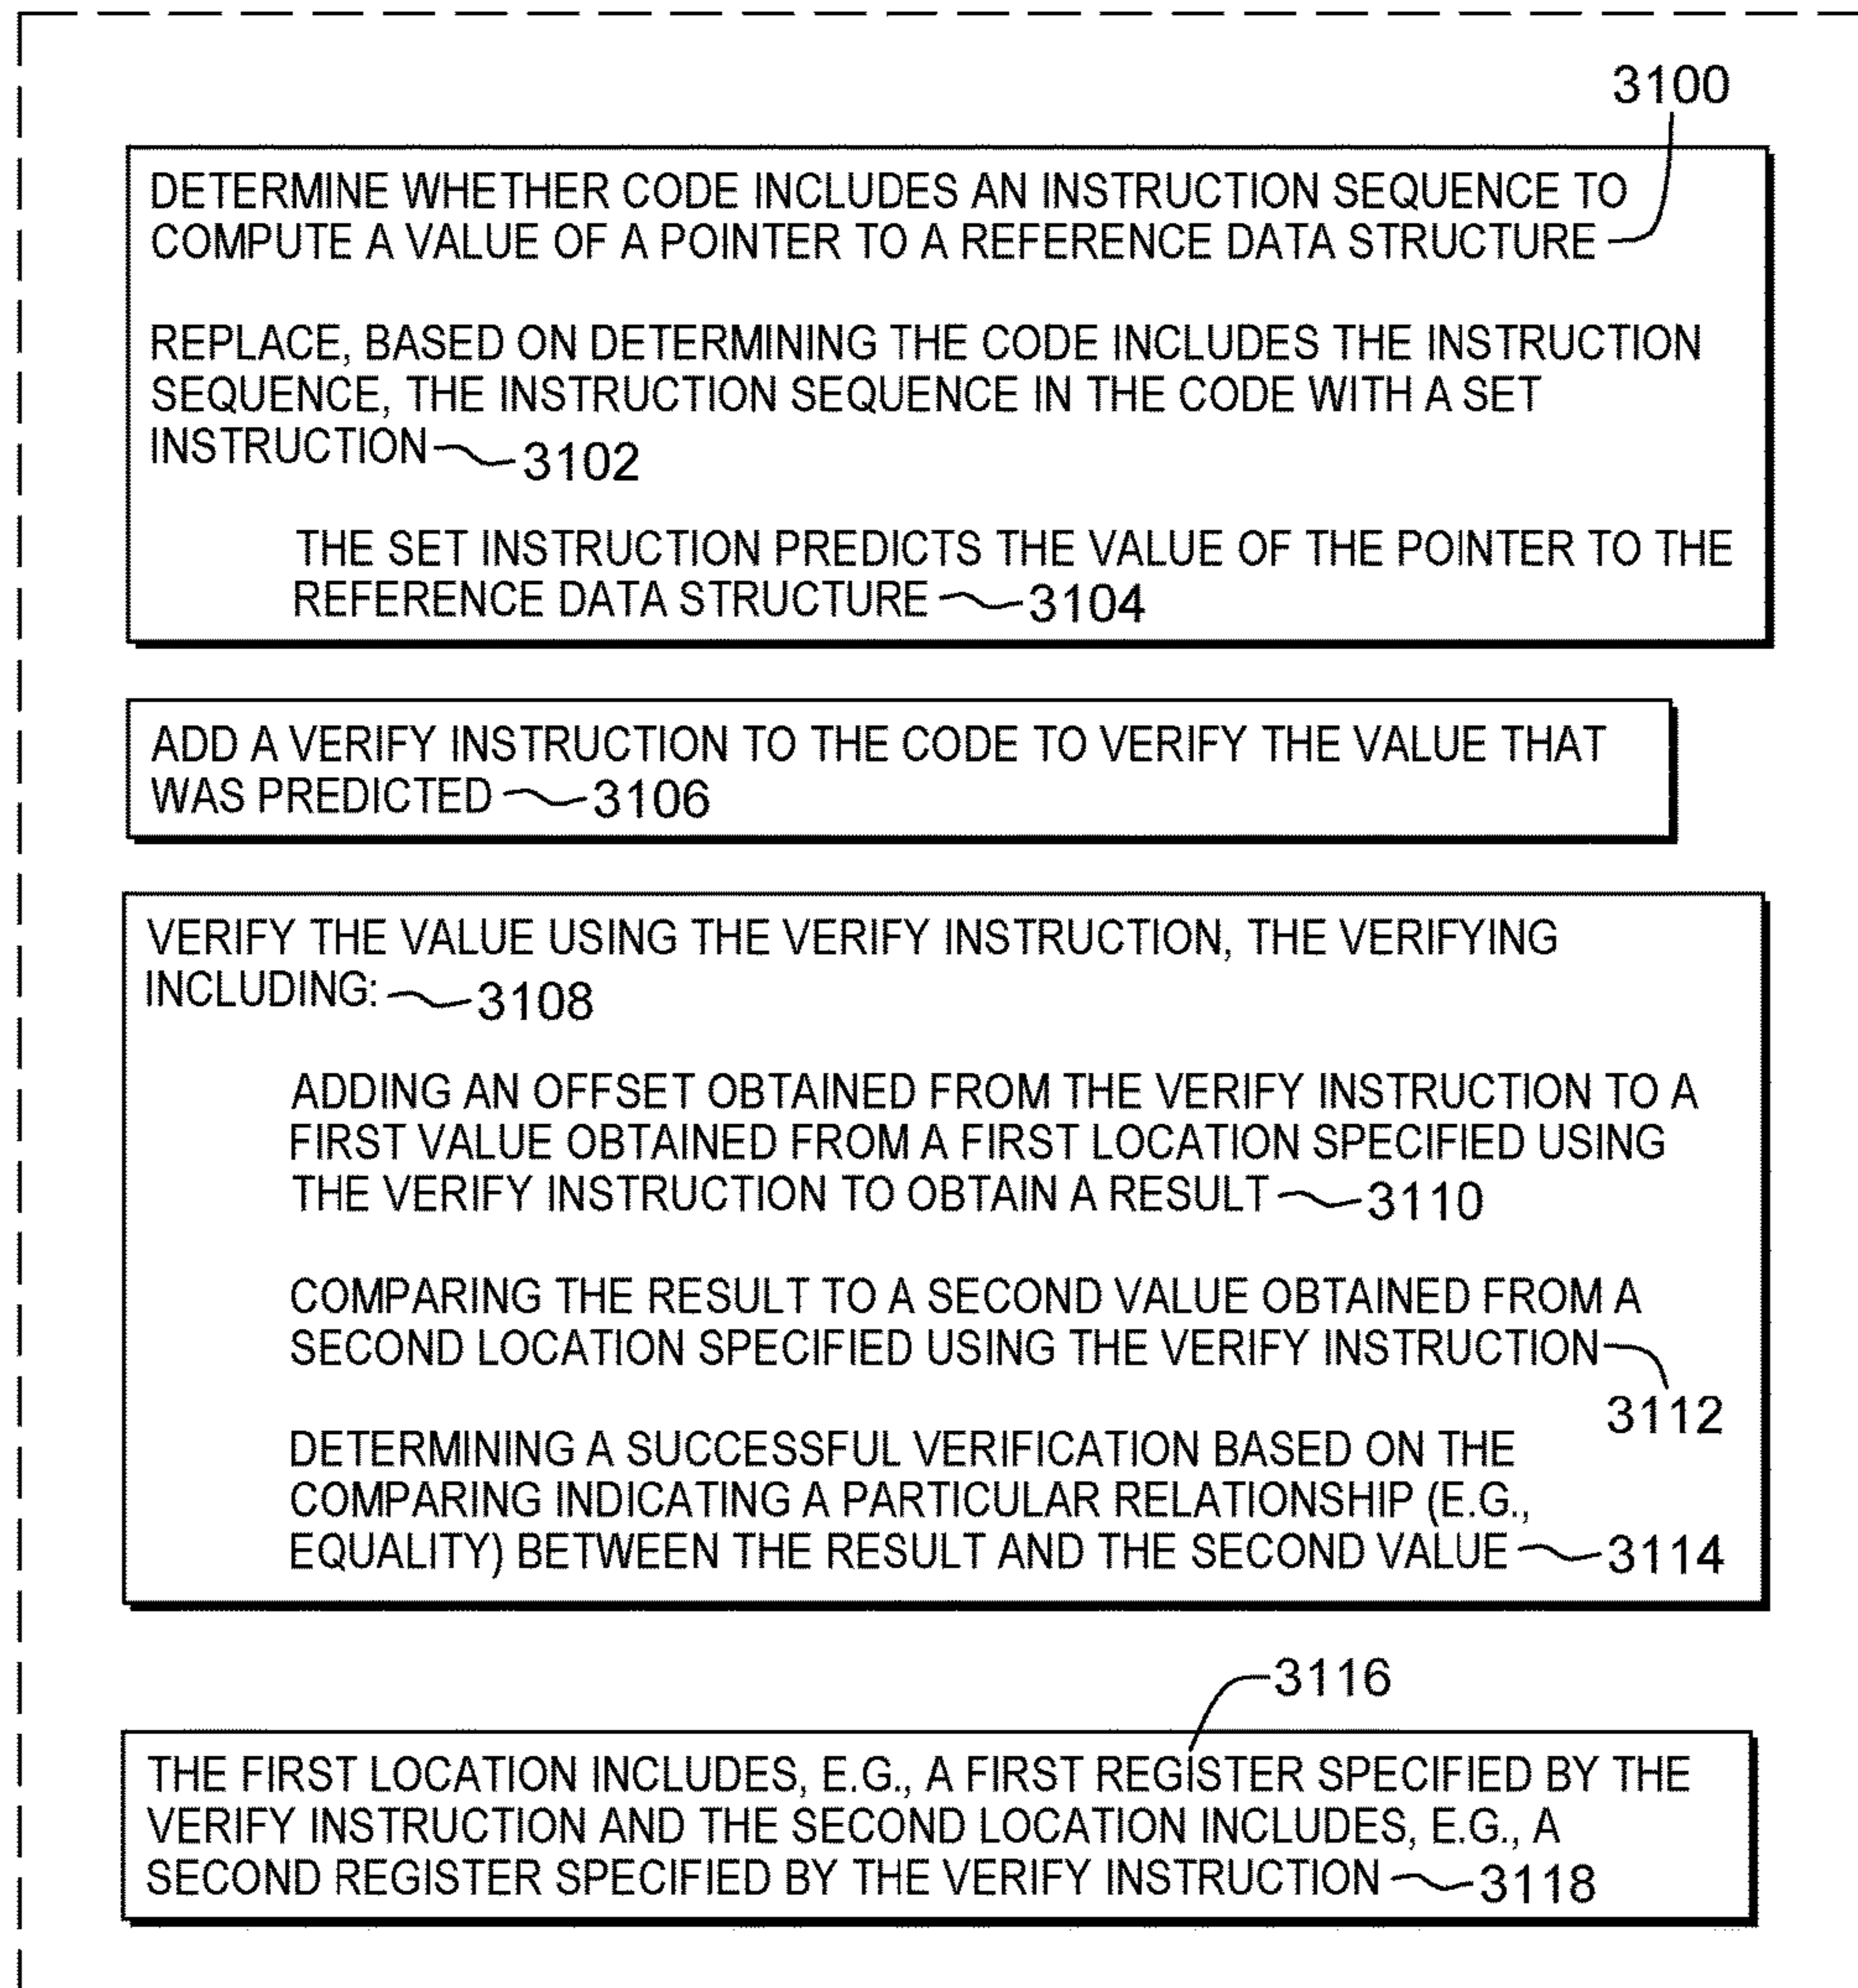 3100
DETERMINE WHETHER CODE INCLUDES AN INSTRUCTION SEQUENCE TO
COMPUTE A VALUE OF A POINTER TO A REFERENCE DATA STRUCTURE
REPLACE, BASED ON DETERMINING THE CODE INCLUDES THE INSTRUCTION
SEQUENCE, THE INSTRUCTION SEQUENCE IN THE CODE WITH A SET
INSTRUCTION 3102
THE SET INSTRUCTION PREDICTS THE VALUE OF THE POINTER TO THE
REFERENCE DATA STRUCTURE 3104
ADD A VERIFY INSTRUCTION TO THE CODE TO VERIFY THE VALUE THAT
WAS PREDICTED 3106
VERIFY THE VALUE USING THE VERIFY INSTRUCTION, THE VERIFYING
INCLUDING: 3108
ADDING AN OFFSET OBTAINED FROM THE VERIFY INSTRUCTION TO A
FIRST VALUE OBTAINED FROM A FIRST LOCATION SPECIFIED USING
THE VERIFY INSTRUCTION TO OBTAIN A RESULT 3110
COMPARING THE RESULT TO A SECOND VALUE OBTAINED FROM A
SECOND LOCATION SPECIFIED USING THE VERIFY INSTRUCTION
3112
DETERMINING A SUCCESSFUL VERIFICATION BASED ON THE
COMPARING INDICATING A PARTICULAR RELATIONSHIP (E.G.,
EQUALITY) BETWEEN THE RESULT AND THE SECOND VALUE 3114
3116
THE FIRST LOCATION INCLUDES, E.G., A FIRST REGISTER SPECIFIED BY THE
VERIFY INSTRUCTION AND THE SECOND LOCATION INCLUDES, E.G., A
SECOND REGISTER SPECIFIED BY THE VERIFY INSTRUCTION 3118